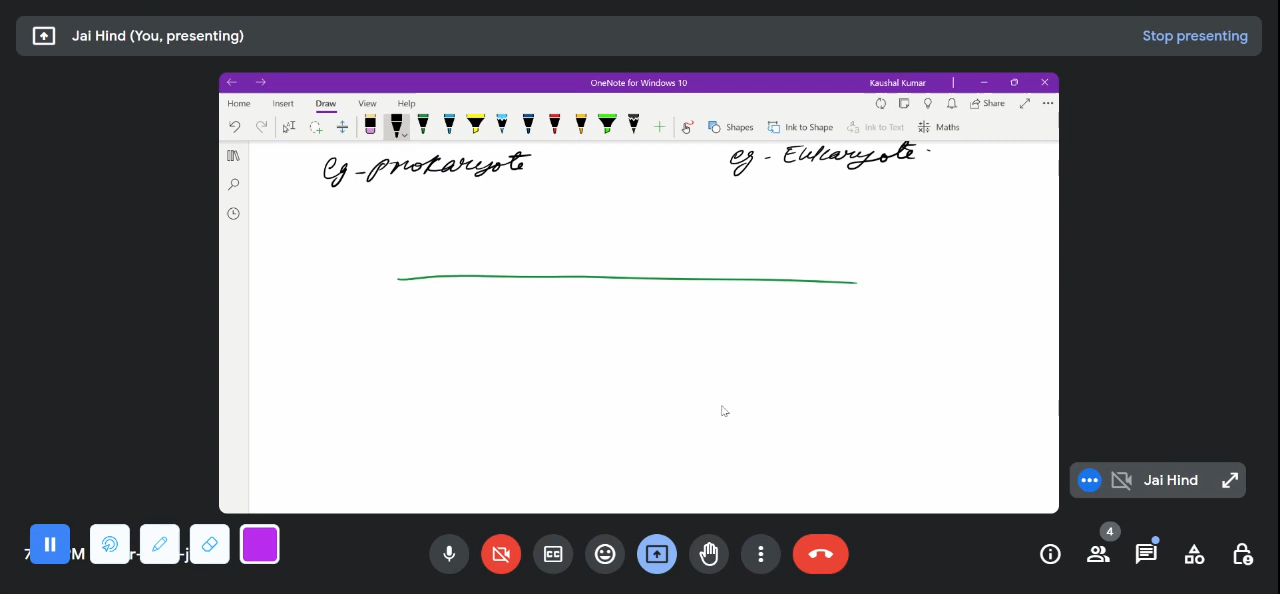 Jai Hind (You, presenting)
Stop presenting
OneNote for Windows 10
Kaushal Kumar
Home Insert Draw View Help
Share
Shapes
Ink to Shape
Ink to Text
Maths
eg - prokaryote
eg - Eukaryote
Jai Hind
4